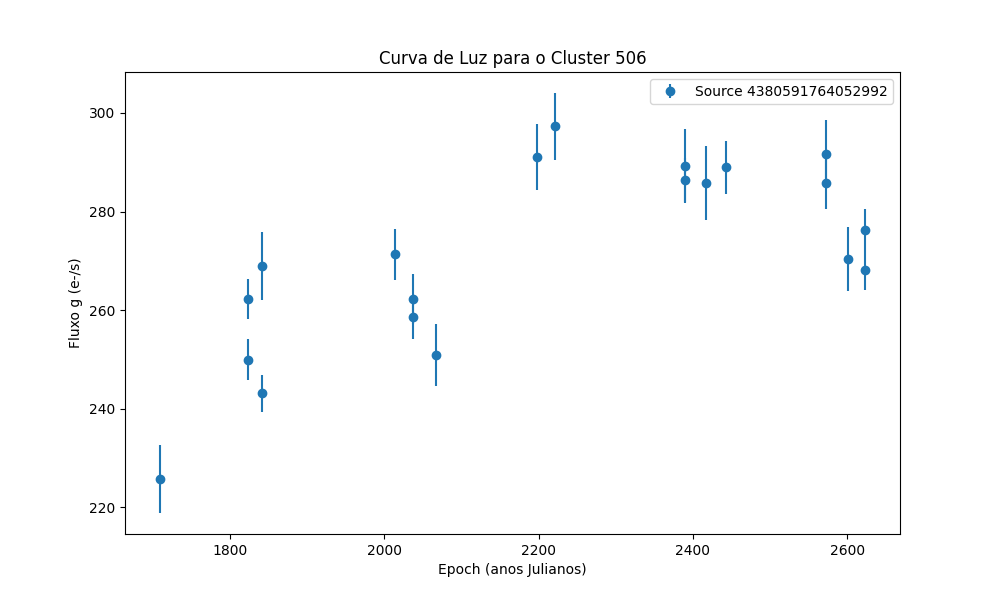 Curva de Luz para o Cluster 506
Source 4380591764052992
Fluxo g (e-/s)
300
280
260
240
220
1800
2000
2200
2400
2600
Epoch (anos Julianos)